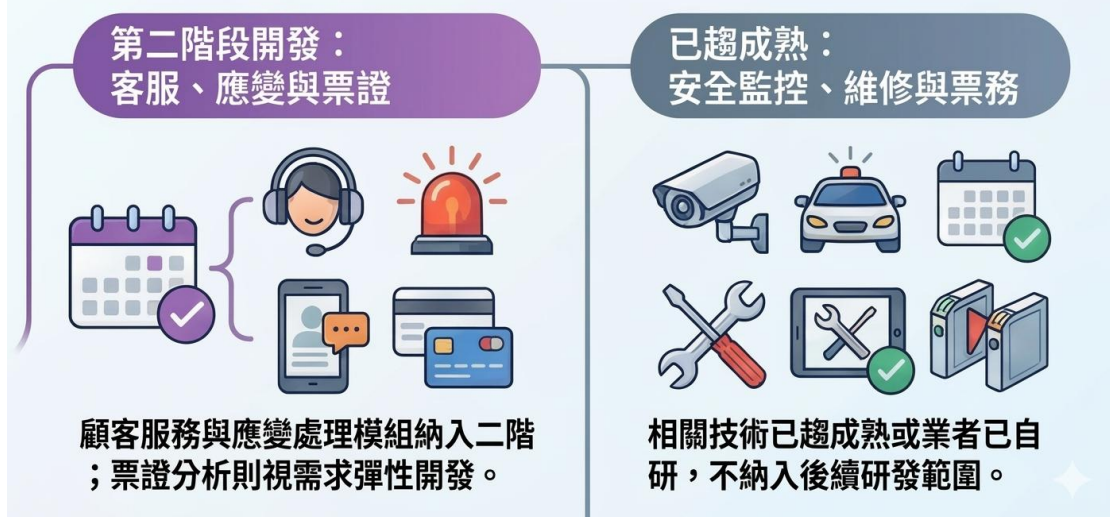 第二階段開發：
客服、應變與票證
顧客服務與應變處理模組納入二階
；票證分析則視需求彈性開發。
已趨成熟：
安全監控、維修與票務
相關技術已趨成熟或業者已自
研，不納入後續研發範圍。